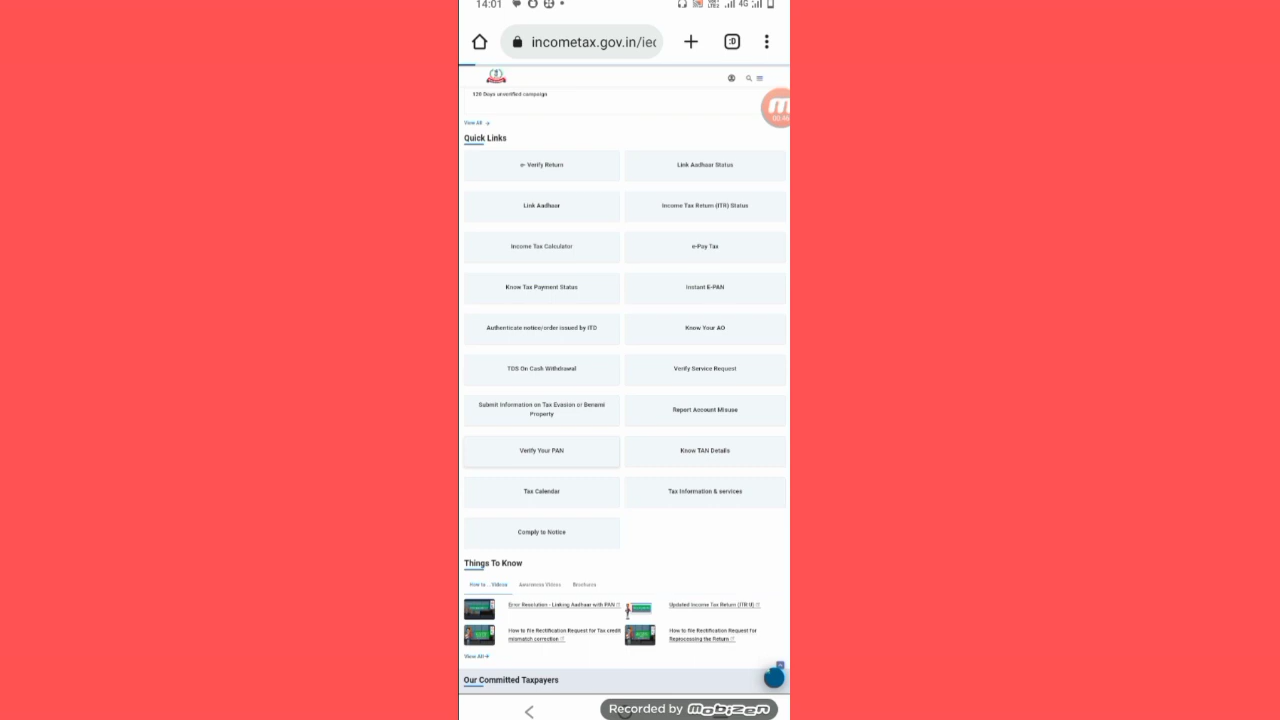 14:01
4G
:D
incometax.gov.in/iec
00:46
120 Days unverified campaign
View All
Quick Links
e- Verify Return
Link Aadhaar Status
Link Aadhaar
Income Tax Return (ITR) Status
Income Tax Calculator
e-Pay Tax
Know Tax Payment Status
Instant E-PAN
Authenticate notice/order issued by ITD
Know Your AO
TDS On Cash Withdrawal
Verify Service Request
Submit Information on Tax Evasion or Benami
Property
Report Account Misuse
Verify Your PAN
Know TAN Details
Tax Calendar
Tax Information & services
Comply to Notice
Things To Know
How to... Videos
Awareness Videos
Brochures
Error Resolution - Linking Aadhaar with PAN
Updated Income Tax Return (ITR-U)
How to file Rectification Request for Tax credit
mismatch correction
How to file Rectification Request for
Reprocessing the Return
View All
Our Committed Taxpayers
Recorded by mobizen